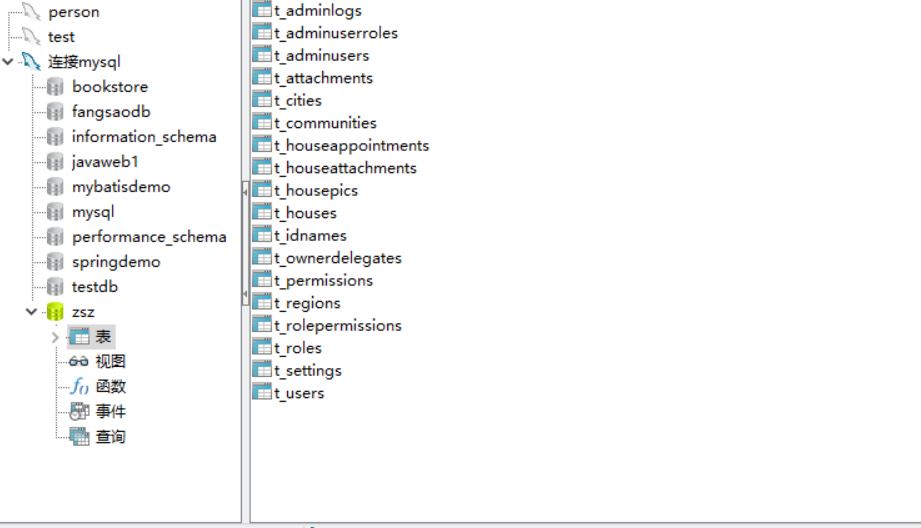 person
test
连接mysql
bookstore
fangsaodb
information_schema
javaweb1
mybatisdemo
mysql
performance_schema
springdemo
testdb
zsz
表
视图
函数
事件
查询
t_adminlogs
t_adminuserroles
t_adminusers
t_attachments
t_cities
t_communities
t_houseappointments
t_houseattachments
t_housepics
t_houses
t_idnames
t_ownerdelegates
t_permissions
t_regions
t_rolepermissions
t_roles
t_settings
t_users